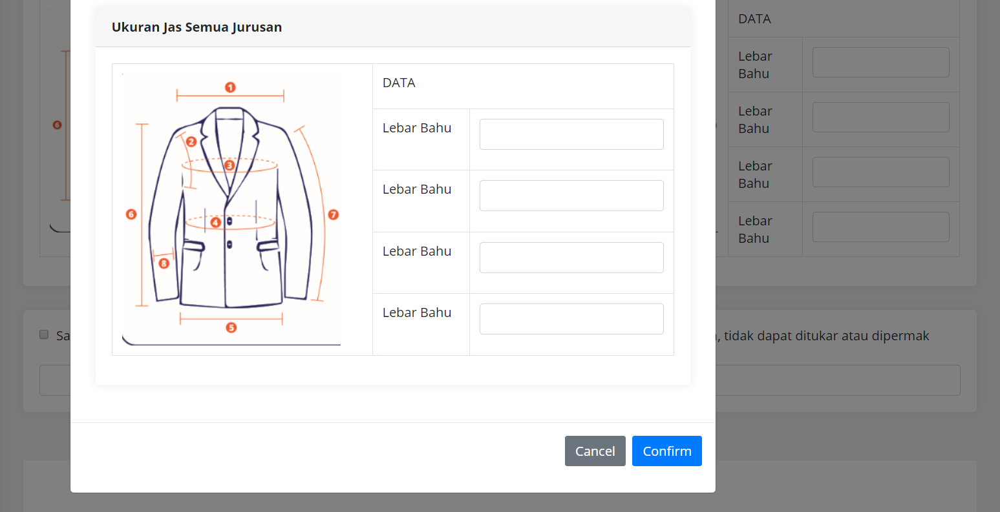 Ukuran Jas Semua Jurusan
1
2
3
4
5
6
7
8
DATA
Lebar Bahu
Lebar Bahu
Lebar Bahu
Lebar Bahu
Cancel
Confirm
6
DATA
Lebar
Bahu
Lebar
Bahu
Lebar
Bahu
Lebar
Bahu
Sa
, tidak dapat ditukar atau dipermak